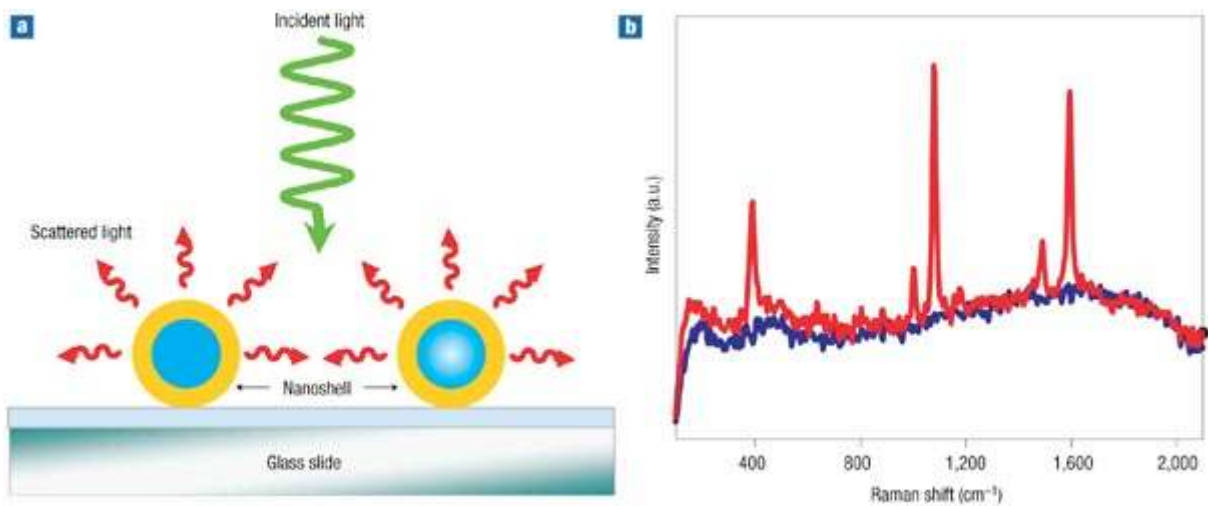 a
Incident light
Scattered light
Nanoshell
Glass slide
b
Intensity (a.u.)
400 800 1,200 1,600 2,000
Raman shift (cm⁻¹)